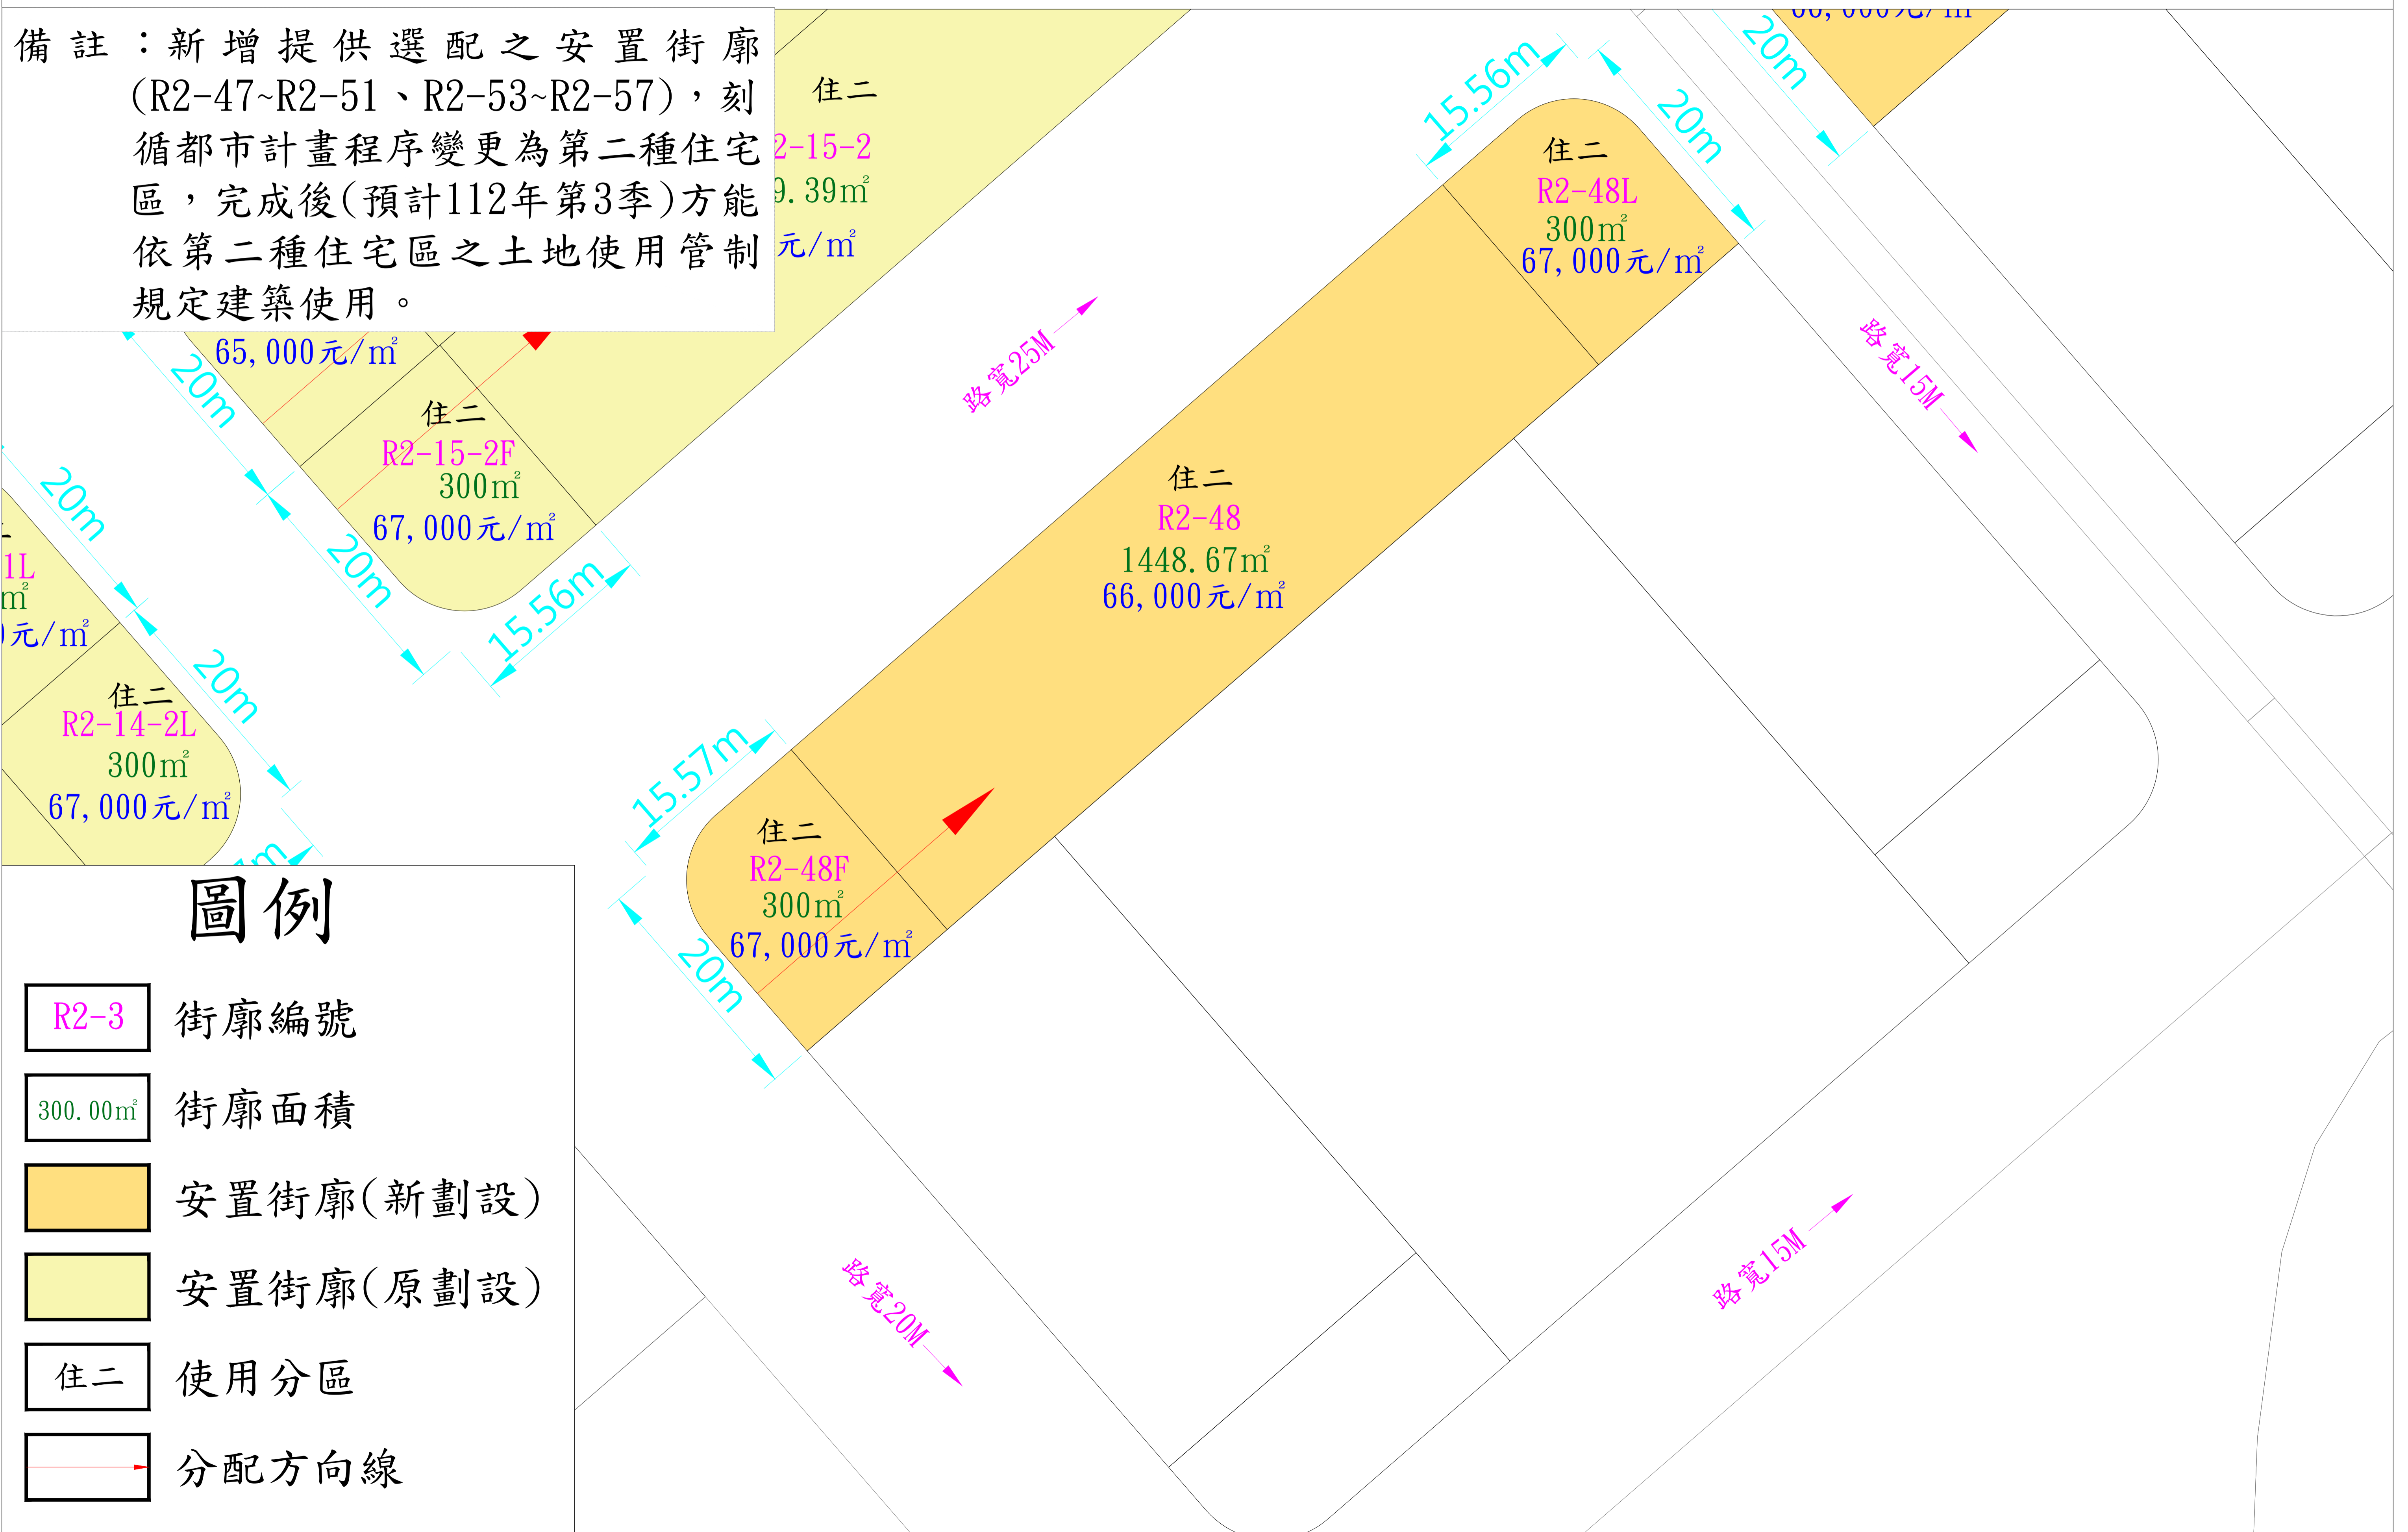 備註：新增提供選配之安置街廓
(R2-47~R2-51、R2-53~R2-57)，刻
循都市計畫程序變更為第二種住宅
區，完成後(預計112年第3季)方能
依第二種住宅區之土地使用管制
規定建築使用。
住二
2-15-2
9.39㎡
元/㎡
65,000元/㎡
20m
住二
R2-15-2F
300㎡
67,000元/㎡
20m
15.56m
20m
1L
㎡
元/㎡
住二
R2-14-2L
300㎡
67,000元/㎡
20m
路寬25M
15.56m
20m
住二
R2-48L
300㎡
67,000元/㎡
20m
路寬15M
住二
R2-48
1448.67㎡
66,000元/㎡
15.57m
住二
R2-48F
300㎡
67,000元/㎡
20m
路寬20M
路寬15M
圖例
R2-3 街廓編號
300.00㎡ 街廓面積
安置街廓(新劃設)
安置街廓(原劃設)
住二 使用分區
分配方向線